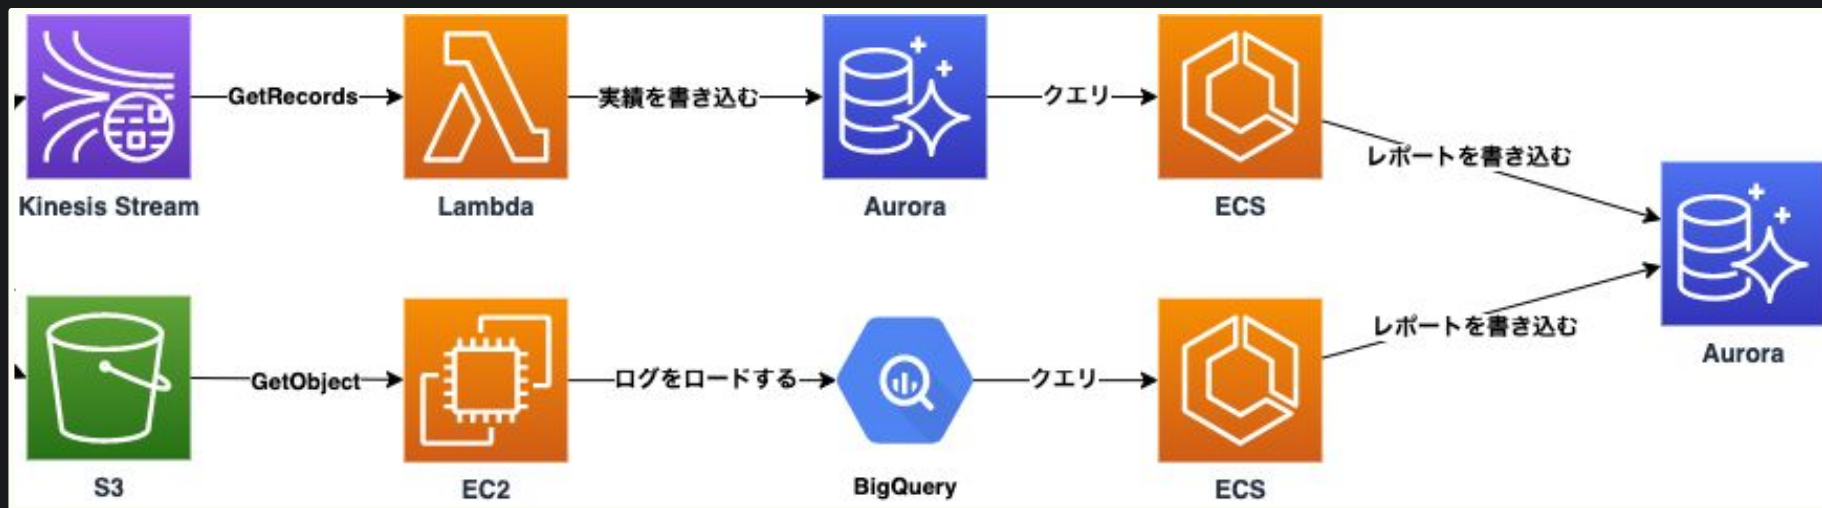 GetRecords
実績を書き込む
クエリ
レポートを書き込む
Kinesis Stream
Lambda
Aurora
ECS
レポートを書き込む
Aurora
GetObject
ログをロードする
クエリ
S3
EC2
BigQuery
ECS